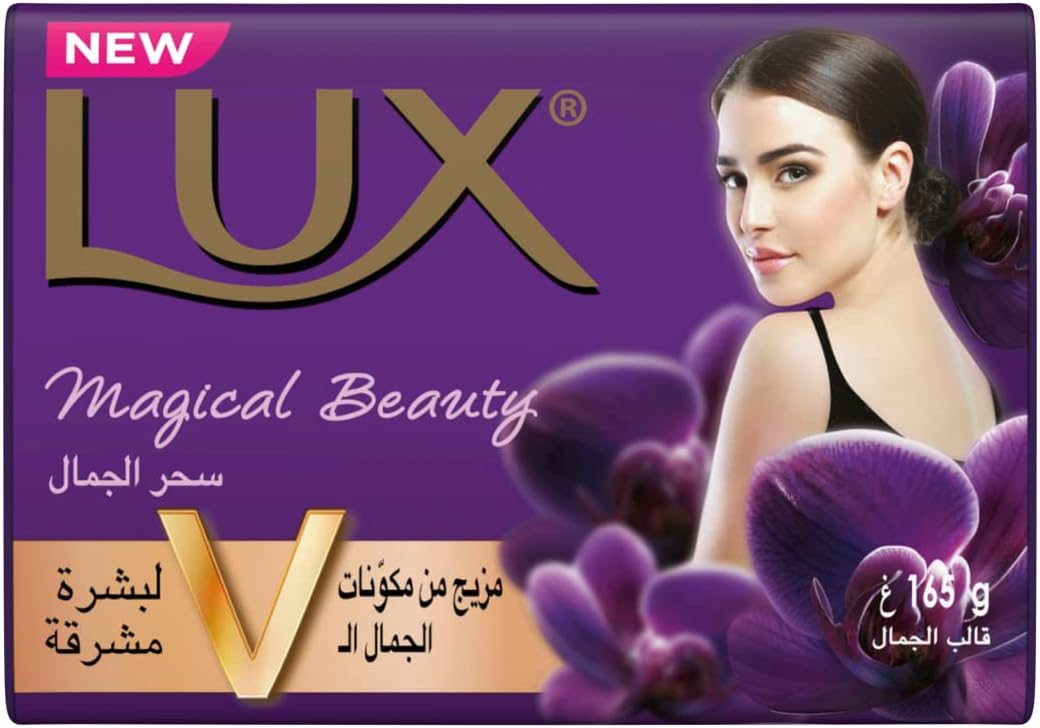 NEW
LUX®
Magical Beauty
سحر الجمال
مزيج من مكوّنات
الجمال الـ
V
لبشرة
مشرقة
165 g غ
قالب الجمال